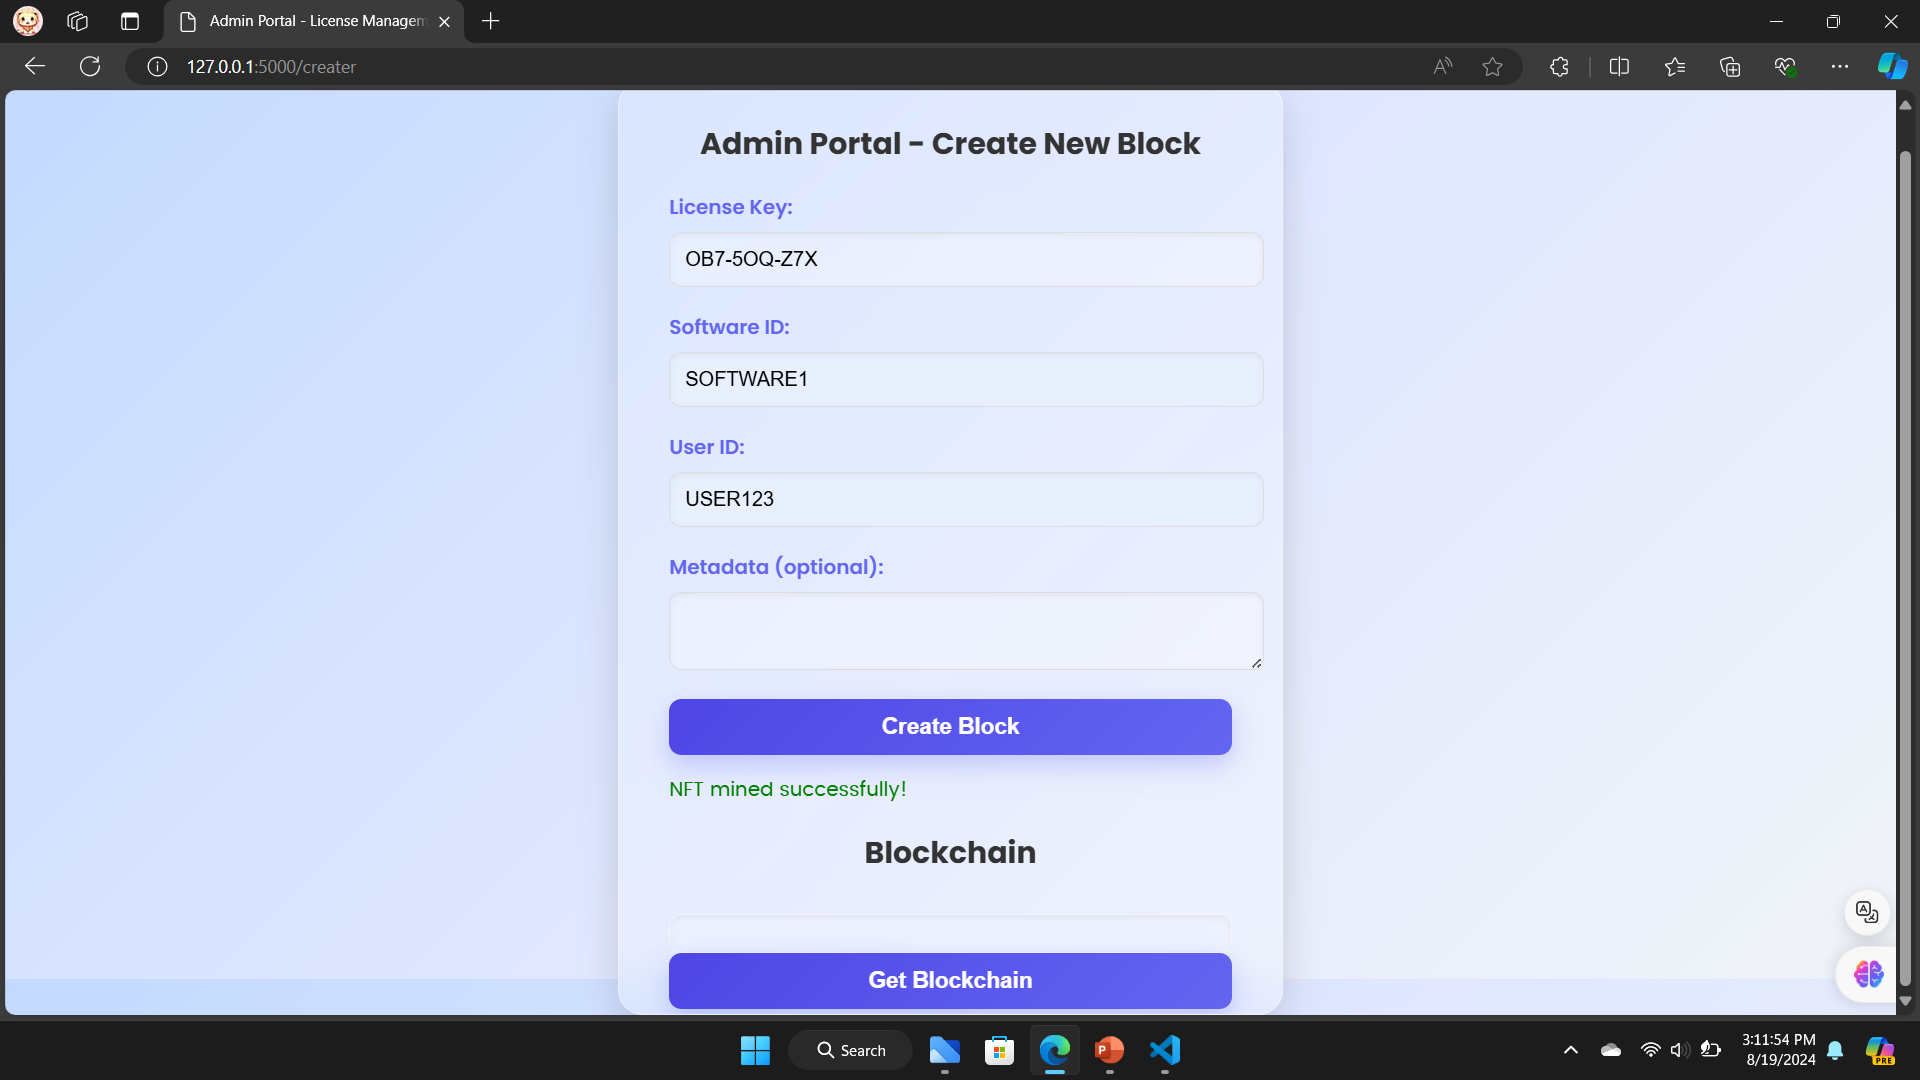 Admin Portal - License Managem
127.0.0.1:5000/creater
Admin Portal - Create New Block
License Key:
OB7-5OQ-Z7X
Software ID:
SOFTWARE1
User ID:
USER123
Metadata (optional):
Create Block
NFT mined successfully!
Blockchain
Get Blockchain
Search
3:11:54 PM
8/19/2024
PRE